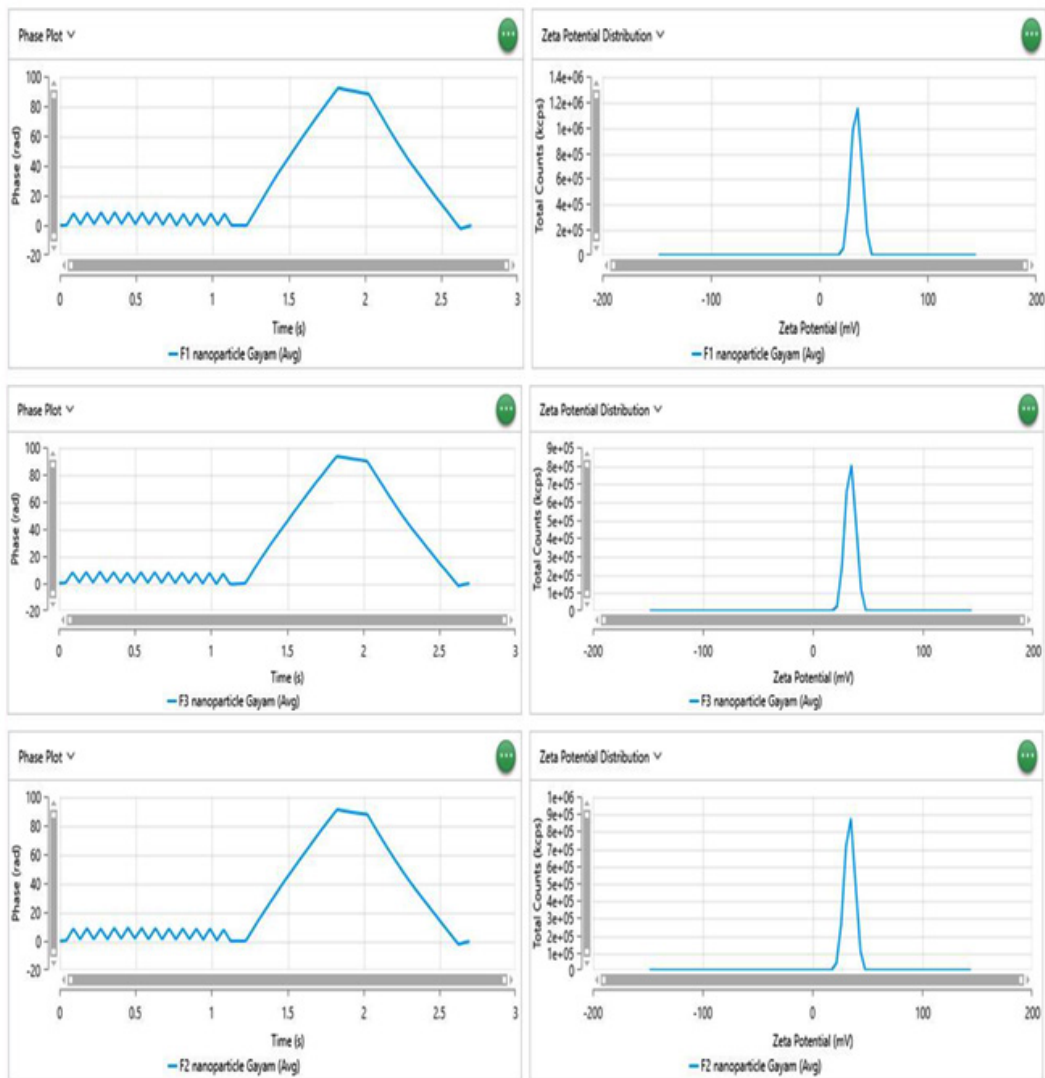 Phase Plot
Zeta Potential Distribution
Phase (rad)
100
80
60
40
20
0
-20
0
0.5
1
1.5
2
2.5
3
Time (s)
F1 nanoparticle Gayam (Avg)
Total Counts (kcps)
1.4e+06
1.2e+06
1e+06
8e+05
6e+05
4e+05
2e+05
0
-200
-100
0
100
200
Zeta Potential (mV)
F1 nanoparticle Gayam (Avg)
Phase Plot
Zeta Potential Distribution
Phase (rad)
100
80
60
40
20
0
-20
0
0.5
1
1.5
2
2.5
3
Time (s)
F3 nanoparticle Gayam (Avg)
Total Counts (kcps)
9e+05
8e+05
7e+05
6e+05
5e+05
4e+05
3e+05
2e+05
1e+05
0
-200
-100
0
100
200
Zeta Potential (mV)
F3 nanoparticle Gayam (Avg)
Phase Plot
Zeta Potential Distribution
Phase (rad)
100
80
60
40
20
0
-20
0
0.5
1
1.5
2
2.5
3
Time (s)
F2 nanoparticle Gayam (Avg)
Total Counts (kcps)
1e+06
9e+05
8e+05
7e+05
6e+05
5e+05
4e+05
3e+05
2e+05
1e+05
0
-200
-100
0
100
200
Zeta Potential (mV)
F2 nanoparticle Gayam (Avg)